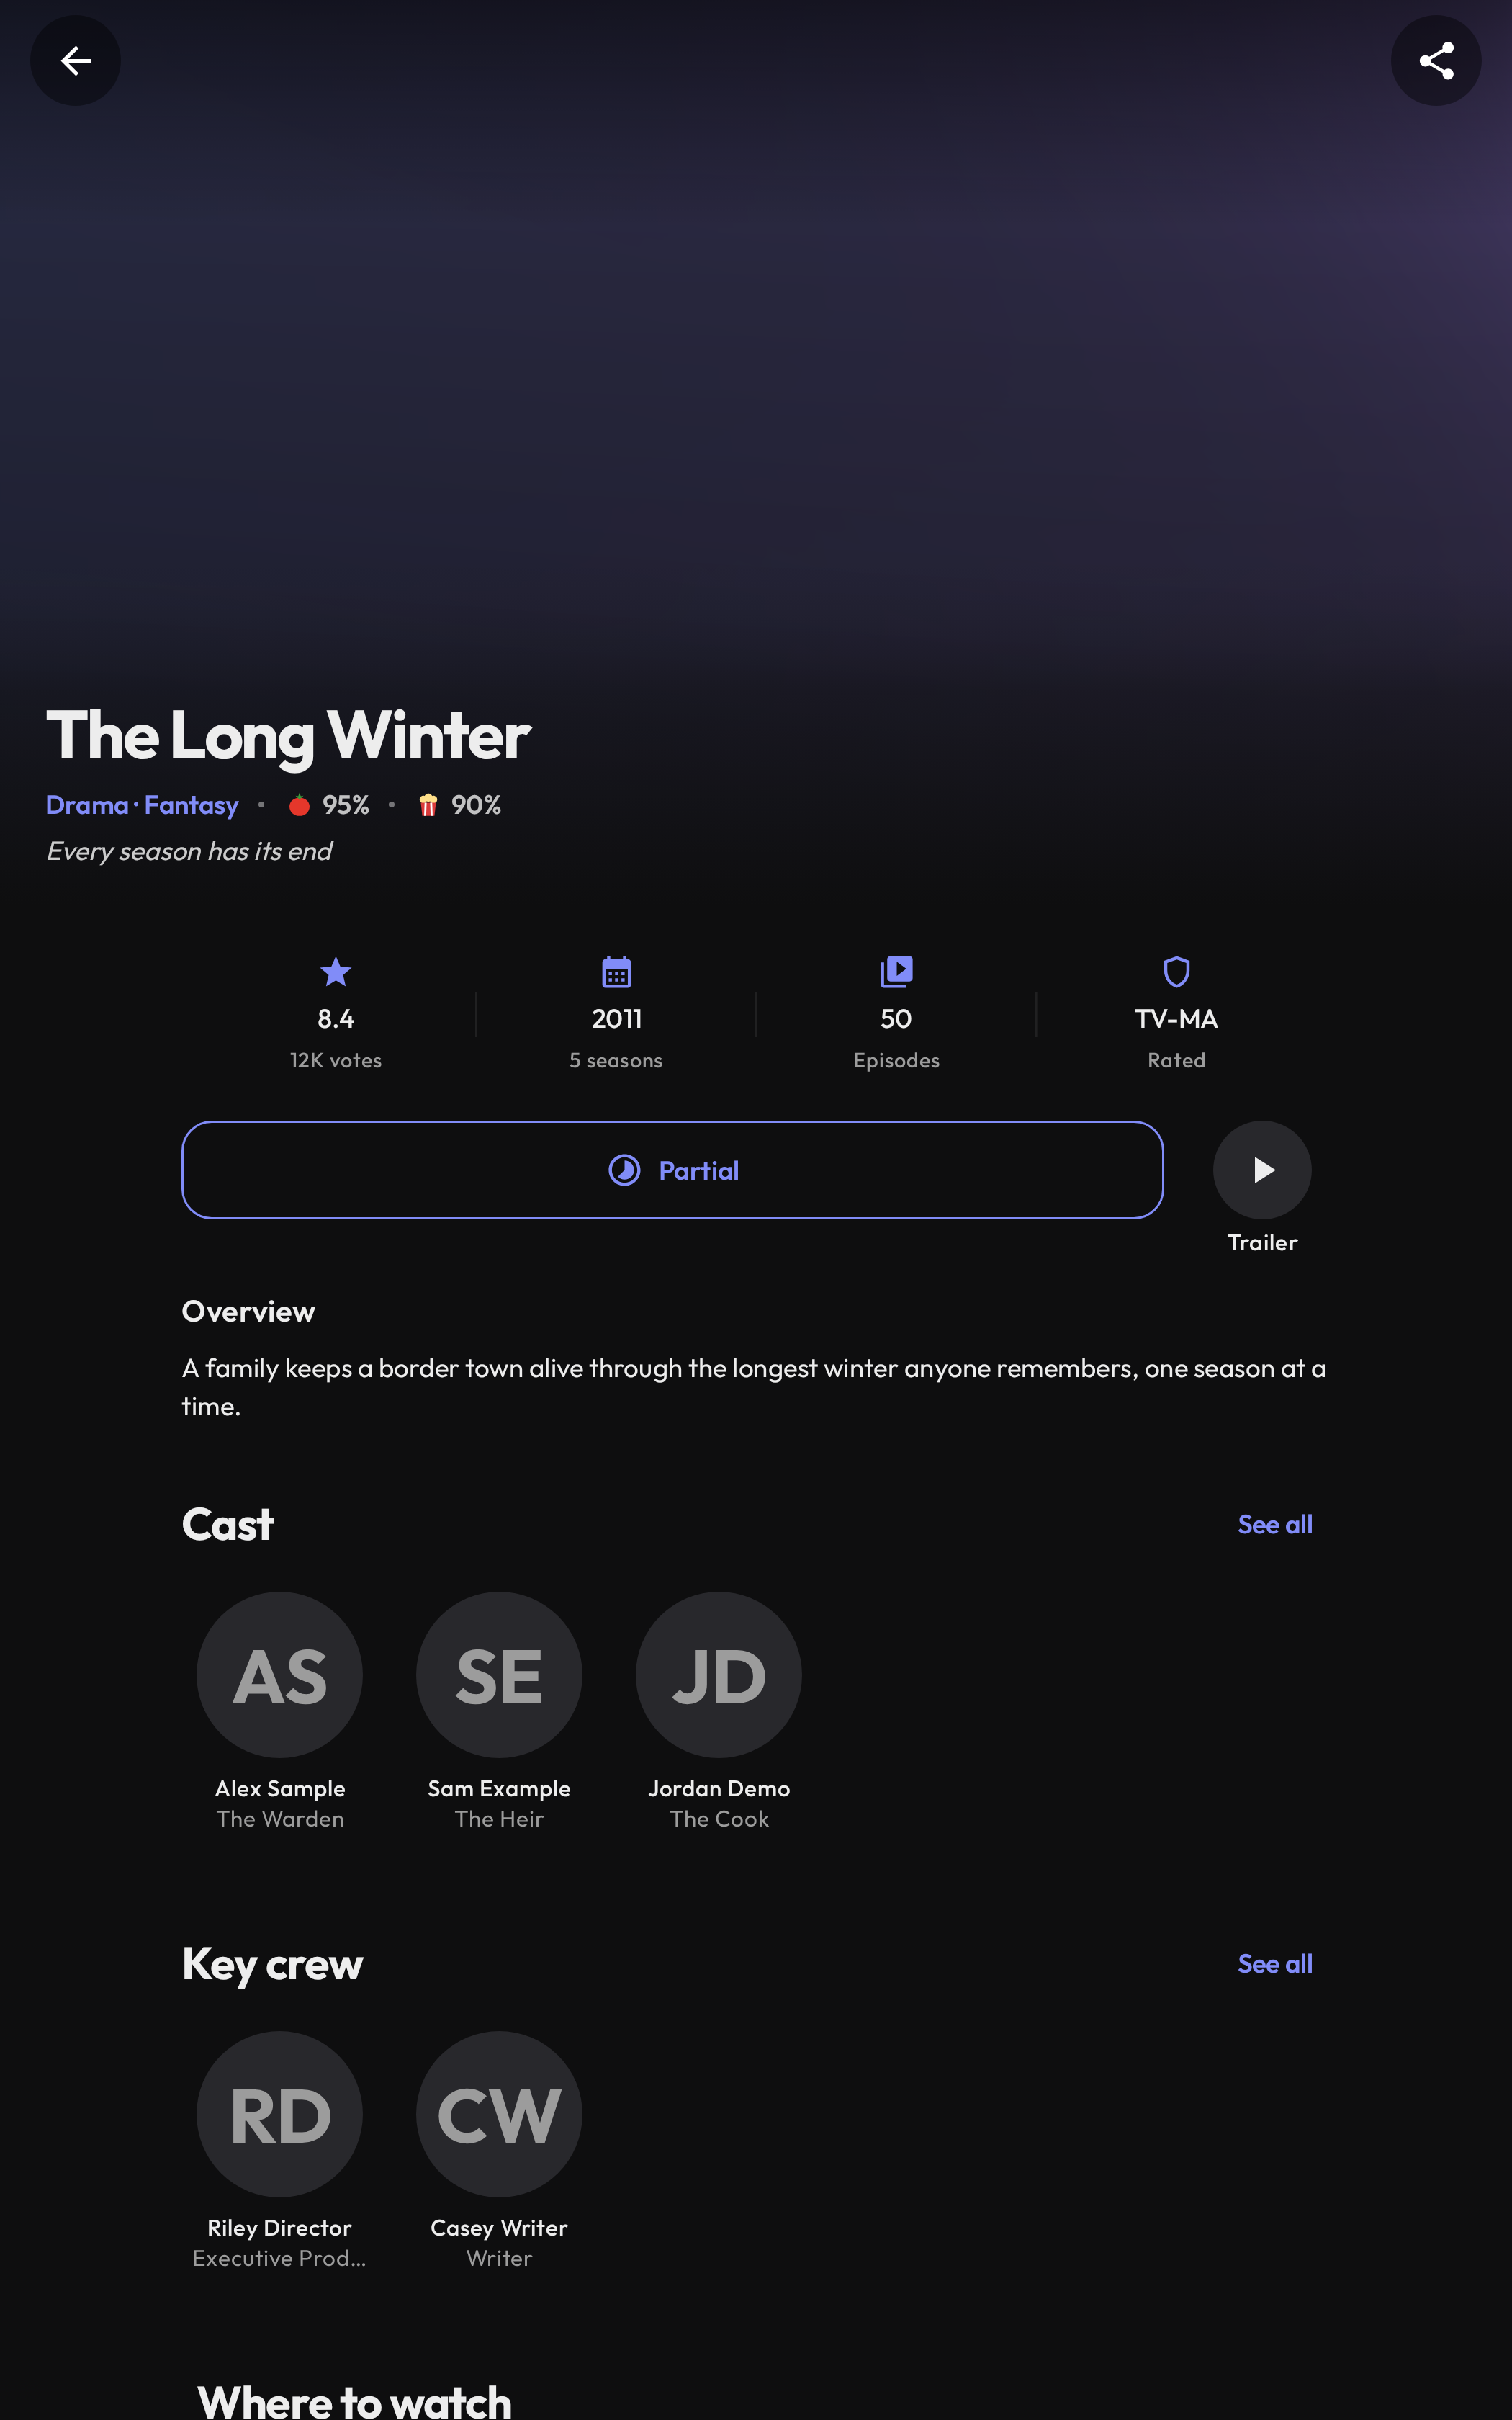 The Long Winter
Drama · Fantasy • 95% • 90%
Every season has its end
8.4
12K votes
2011
5 seasons
50
Episodes
TV-MA
Rated
Partial
Trailer
Overview
A family keeps a border town alive through the longest winter anyone remembers, one season at a
time.
Cast
See all
AS
Alex Sample
The Warden
SE
Sam Example
The Heir
JD
Jordan Demo
The Cook
Key crew
See all
RD
Riley Director
Executive Prod...
CW
Casey Writer
Writer
Where to watch